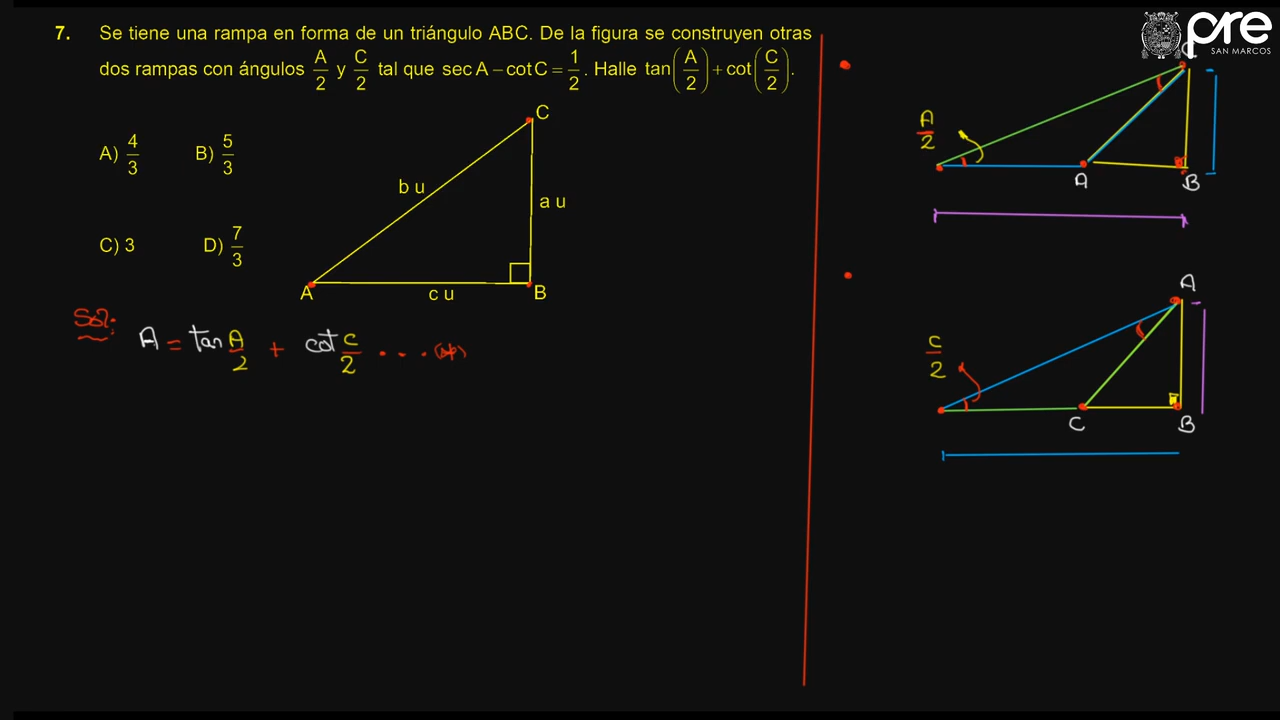 7. Se tiene una rampa en forma de un triángulo ABC. De la figura se construyen otras
dos rampas con ángulos A/2 y C/2 tal que sec A − cot C = 1/2. Halle tan(A/2) + cot(C/2).
A) 4/3 B) 5/3
C) 3 D) 7/3
C
b u
a u
A
c u
B
Sol:
A = tan A/2 + cot C/2 . . . . (*)
pre
SAN MARCOS
C
A/2
A
B
A
C/2
C
B